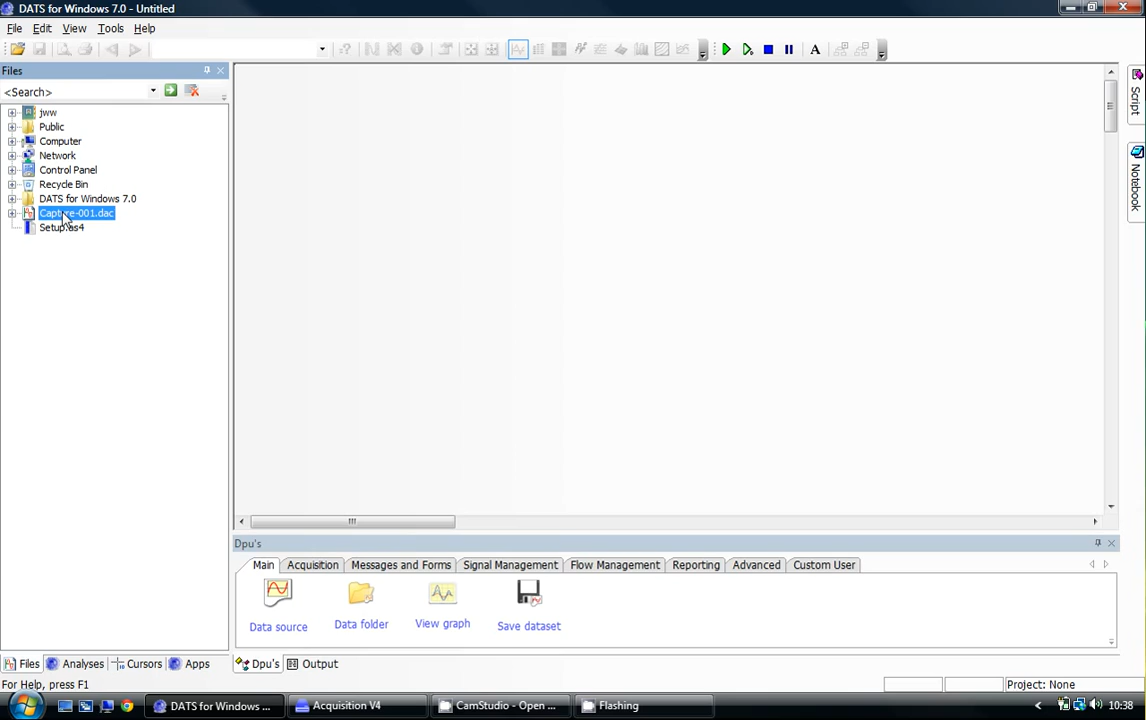 DATS for Windows 7.0 - Untitled
File Edit View Tools Help
Files
<Search>
jww
Public
Computer
Network
Control Panel
Recycle Bin
DATS for Windows 7.0
Capture-001.dac
Setup.as4
Script
Notebook
Dpu's
Main Acquisition Messages and Forms Signal Management Flow Management Reporting Advanced Custom User
Data source Data folder View graph Save dataset
Files Analyses Cursors Apps Dpu's Output
For Help, press F1 Project: None
DATS for Windows ... Acquisition V4 CamStudio - Open ... Flashing 10:38